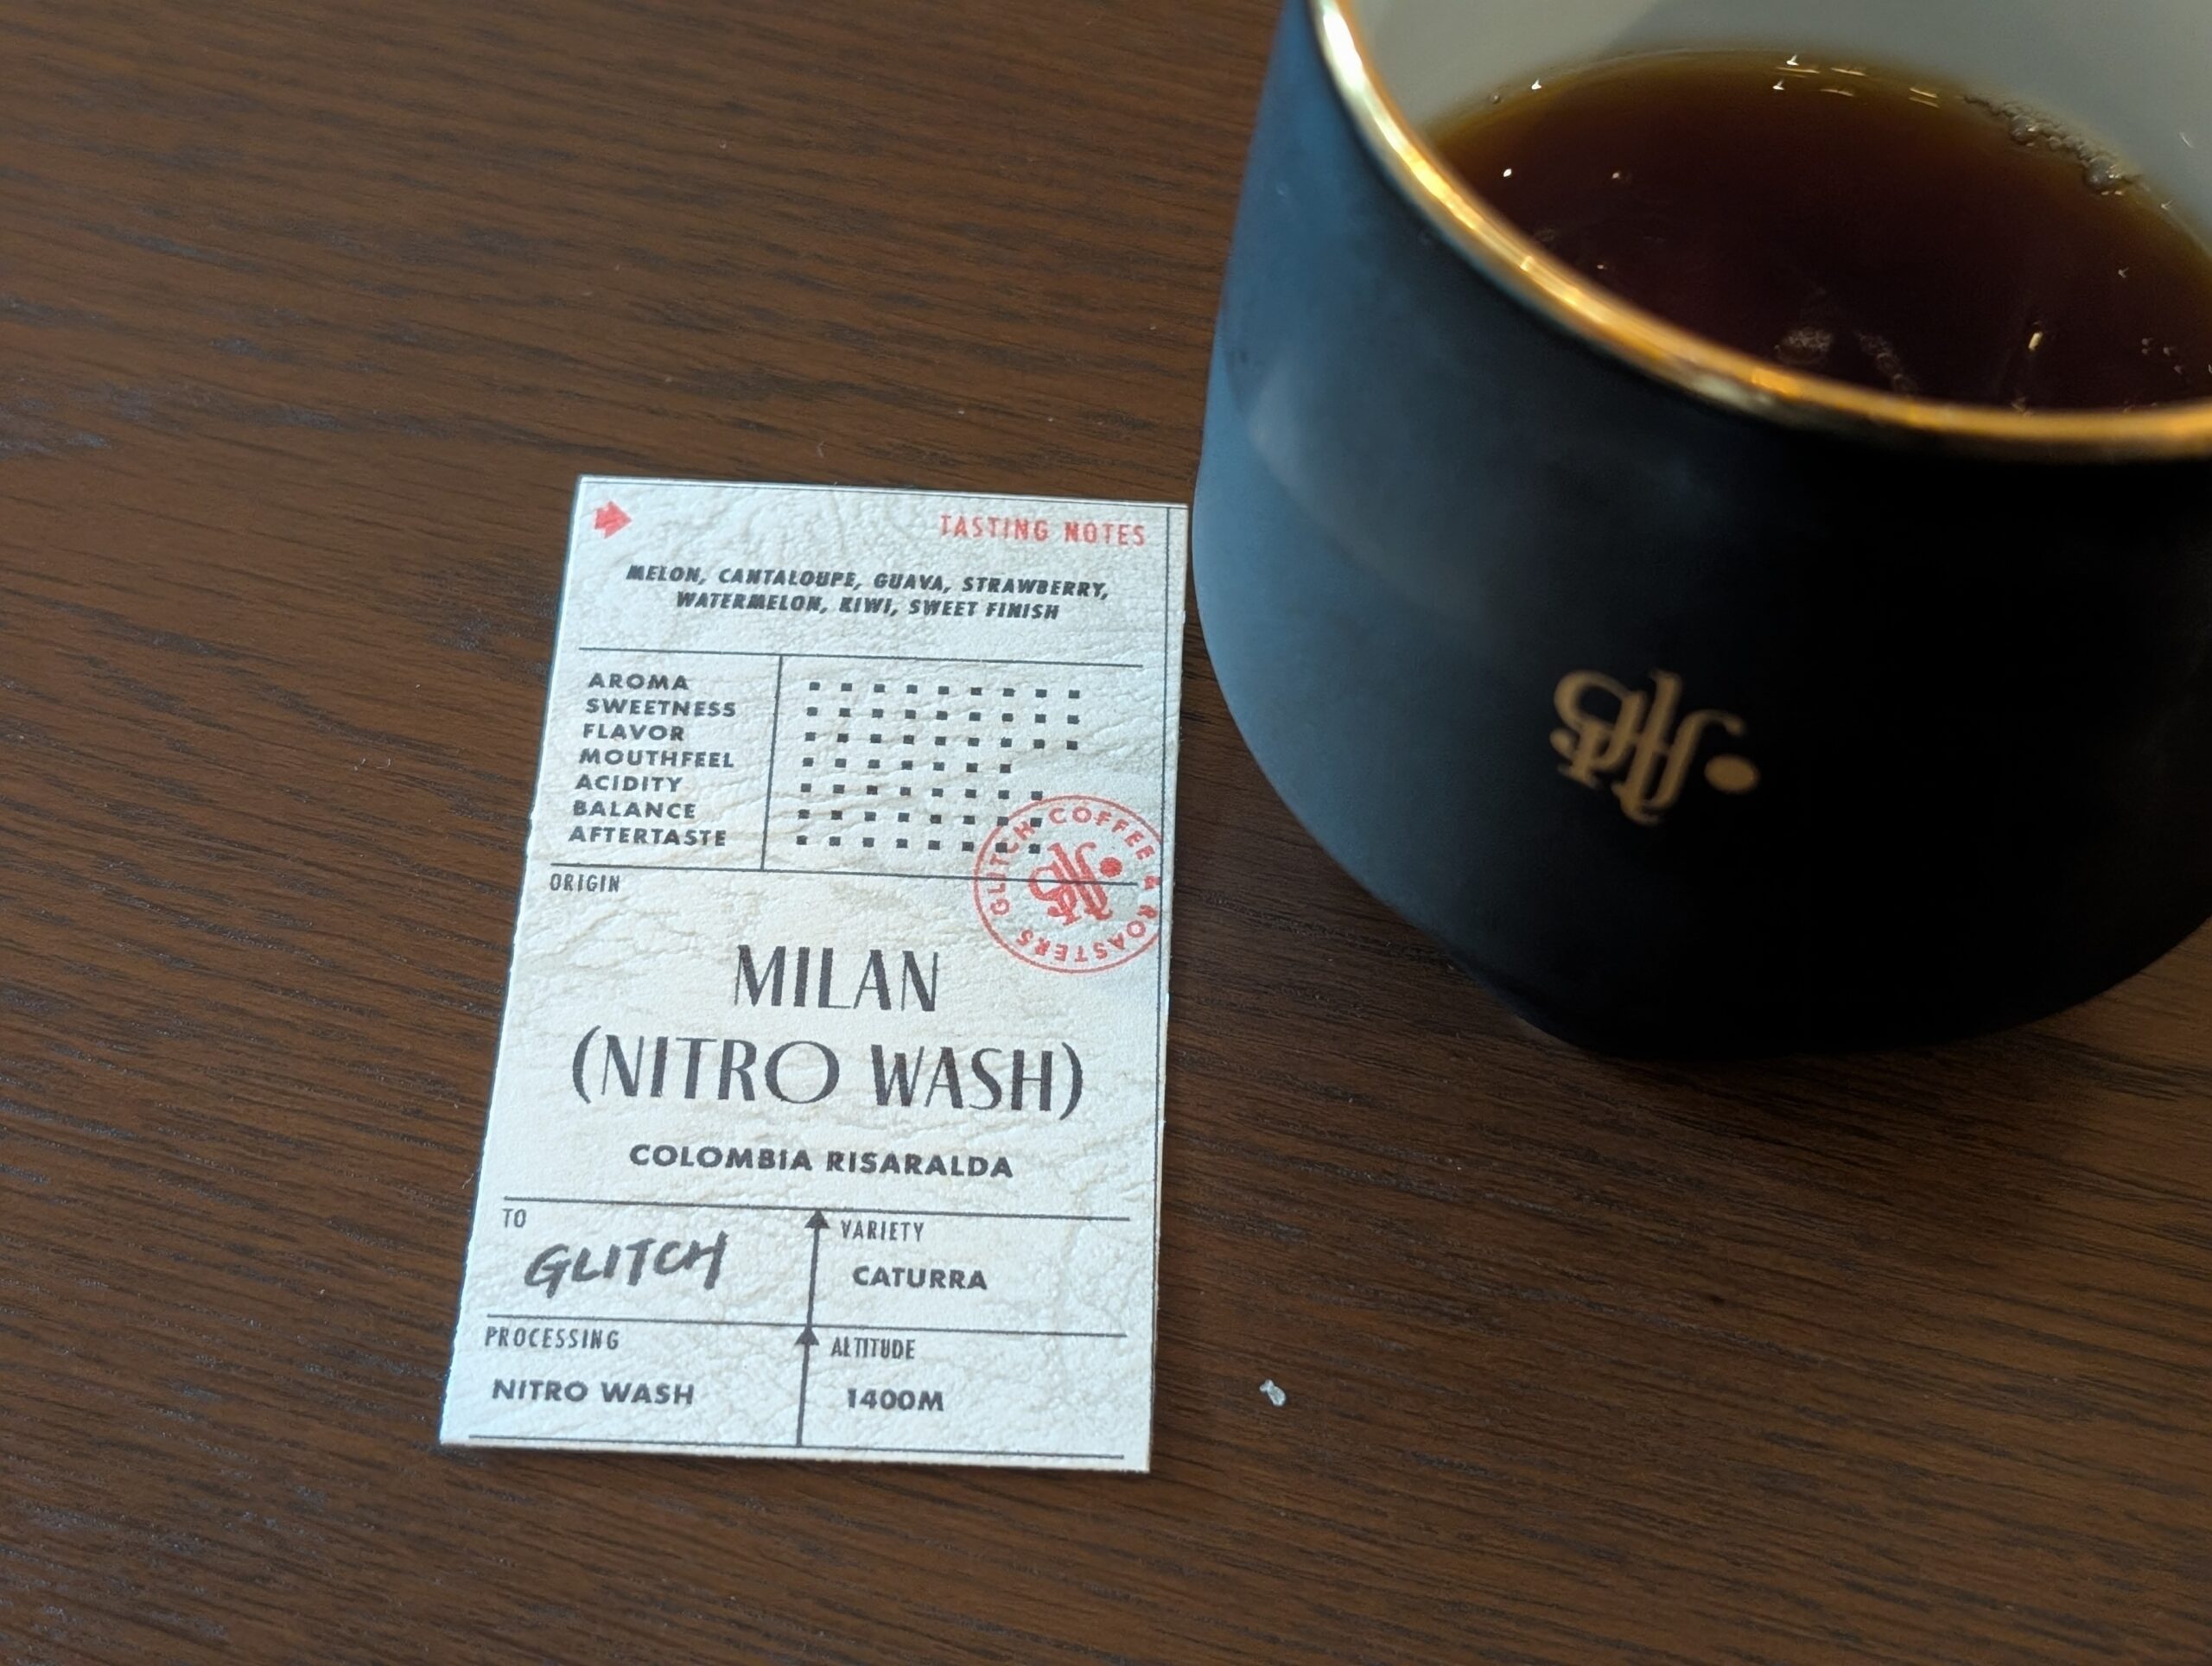 TASTING NOTES
MELON, CANTALOUPE, GUAVA, STRAWBERRY,
WATERMELON, KIWI, SWEET FINISH
AROMA
SWEETNESS
FLAVOR
MOUTHFEEL
ACIDITY
BALANCE
AFTERTASTE
GLITCH COFFEE & ROASTERS
ORIGIN
MILAN
(NITRO WASH)
COLOMBIA RISARALDA
TO
GLITCH
VARIETY
CATURRA
PROCESSING
NITRO WASH
ALTITUDE
1400M